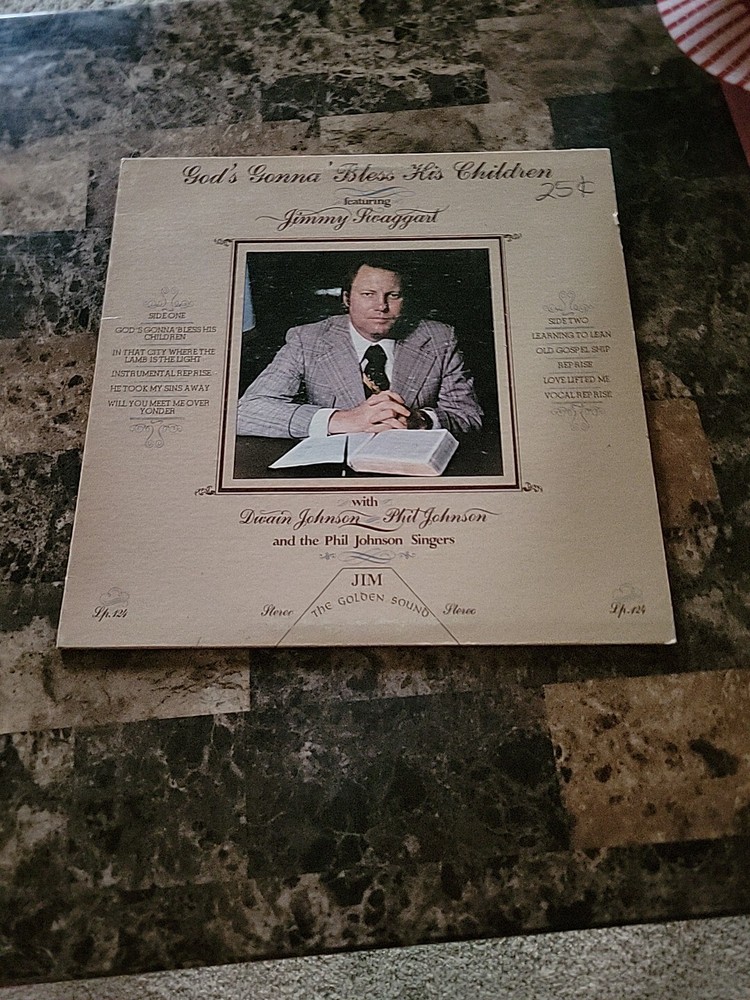 God's Gonna' Bless His Children
25¢
featuring
Jimmy Swaggart
SIDE ONE
GOD'S GONNA' BLESS HIS
CHILDREN
IN THAT CITY WHERE THE
LAMB IS THE LIGHT
INSTRUMENTAL REPRISE
HE TOOK MY SINS AWAY
WILL YOU MEET ME OVER
YONDER
SIDE TWO
LEARNING TO LEAN
OLD GOSPEL SHIP
REPRISE
LOVE LIFTED ME
VOCAL REPRISE
with
Dwain Johnson Phil Johnson
and the Phil Johnson Singers
JIM
THE GOLDEN SOUND
Lp. 124
Stereo
Stereo
Lp. 124